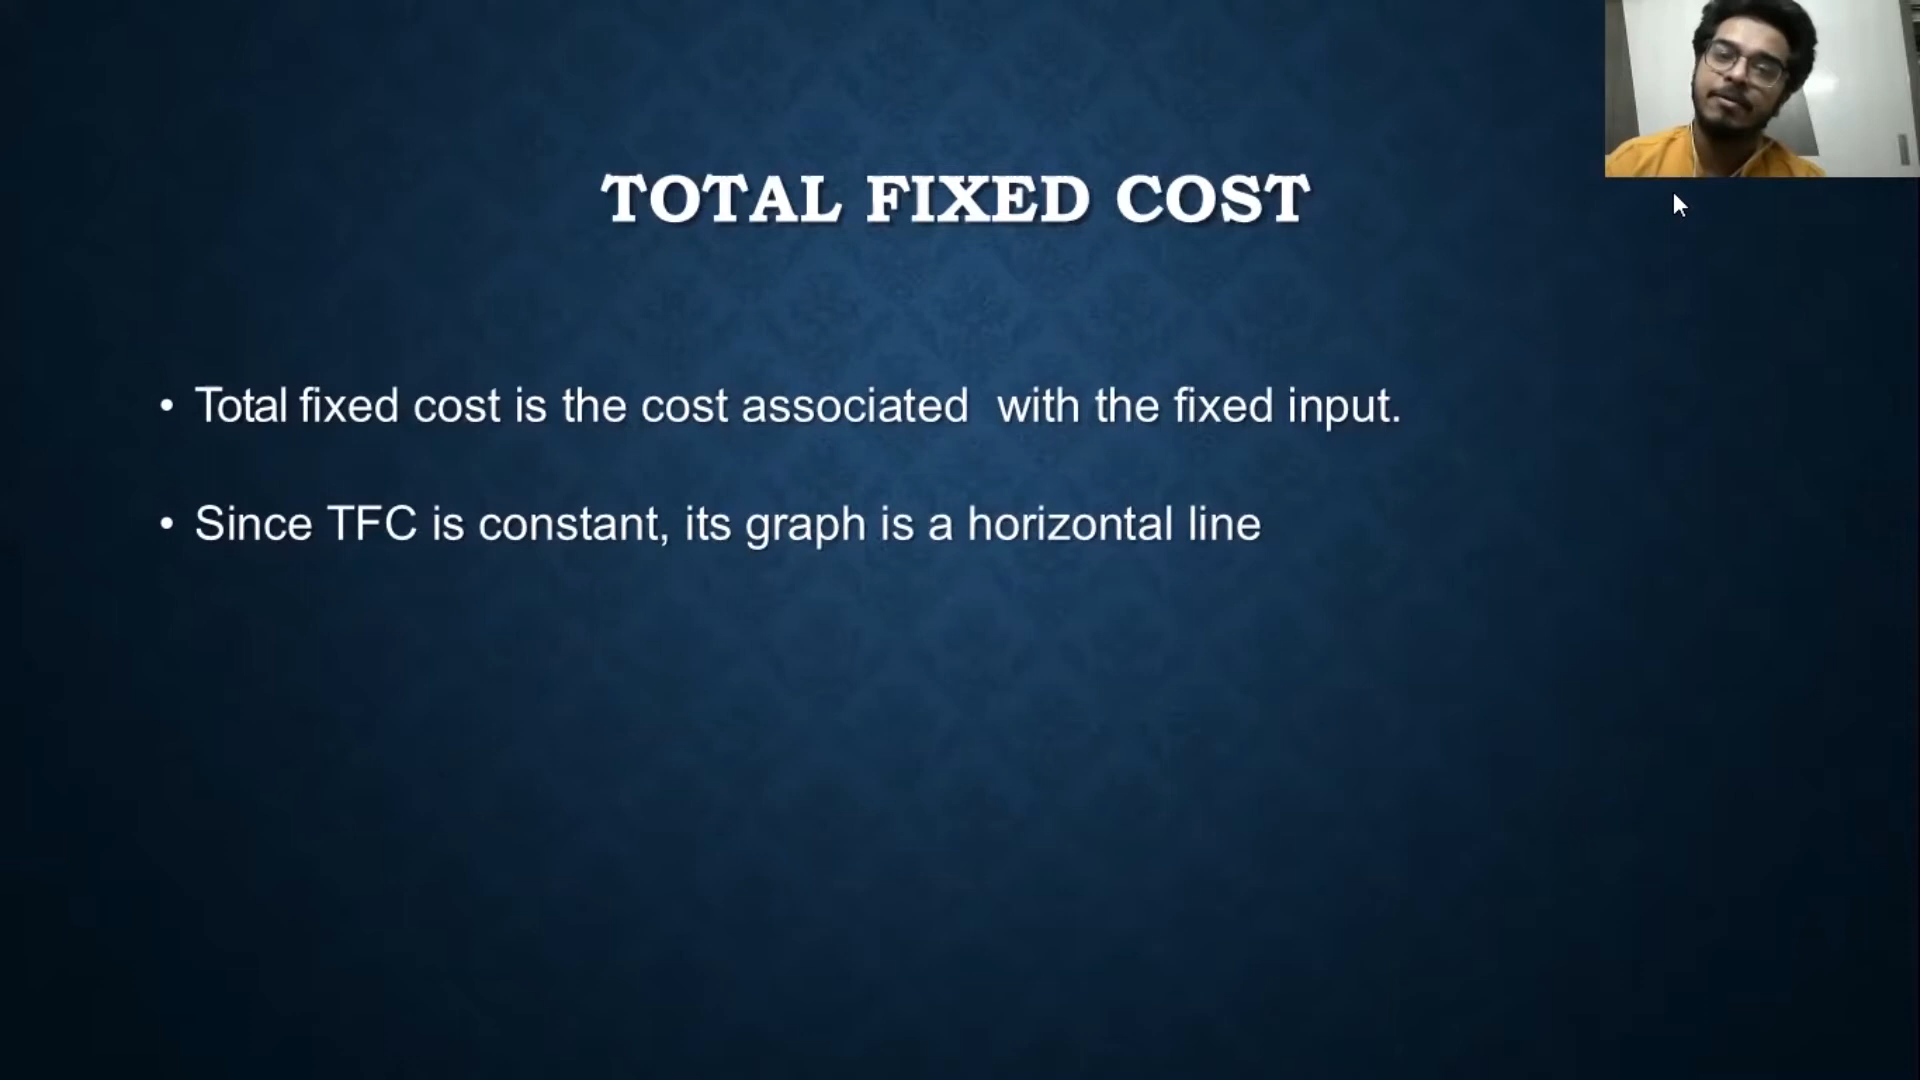 TOTAL FIXED COST
• Total fixed cost is the cost associated  with the fixed input.
• Since TFC is constant, its graph is a horizontal line